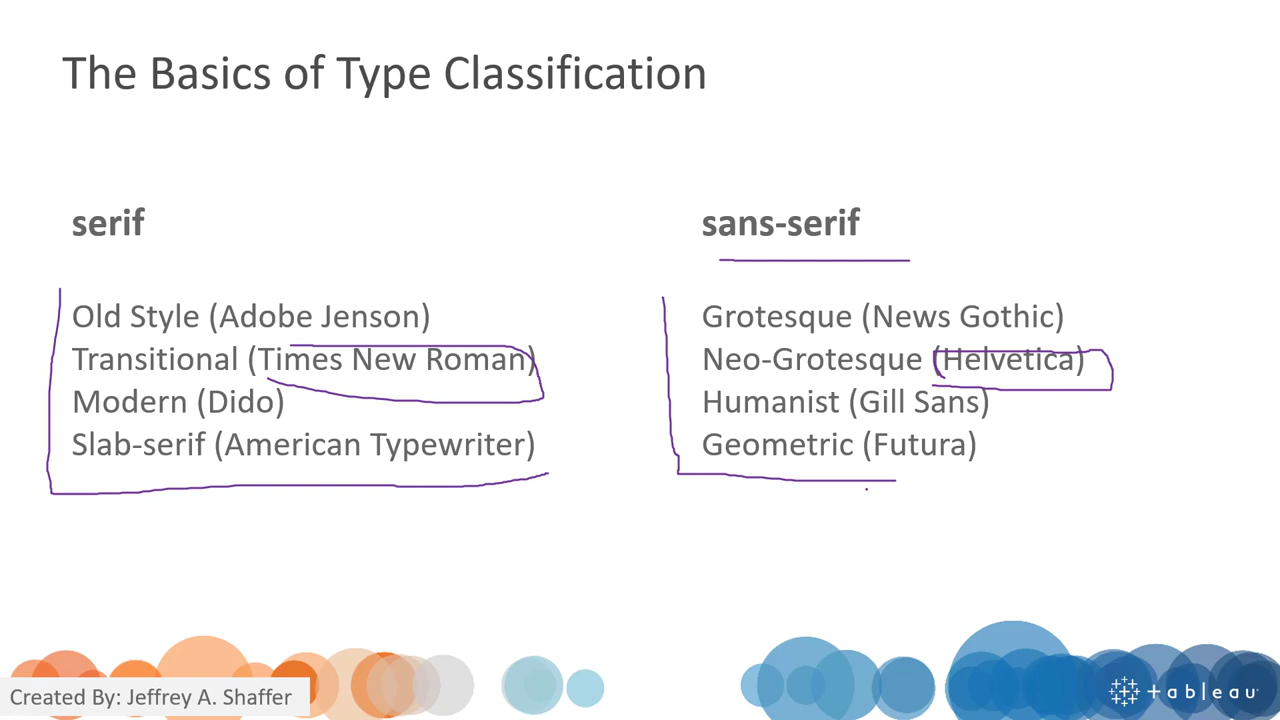 The Basics of Type Classification
serif
Old Style (Adobe Jenson)
Transitional (Times New Roman)
Modern (Dido)
Slab-serif (American Typewriter)
sans-serif
Grotesque (News Gothic)
Neo-Grotesque (Helvetica)
Humanist (Gill Sans)
Geometric (Futura)
Created By: Jeffrey A. Shaffer
tableau